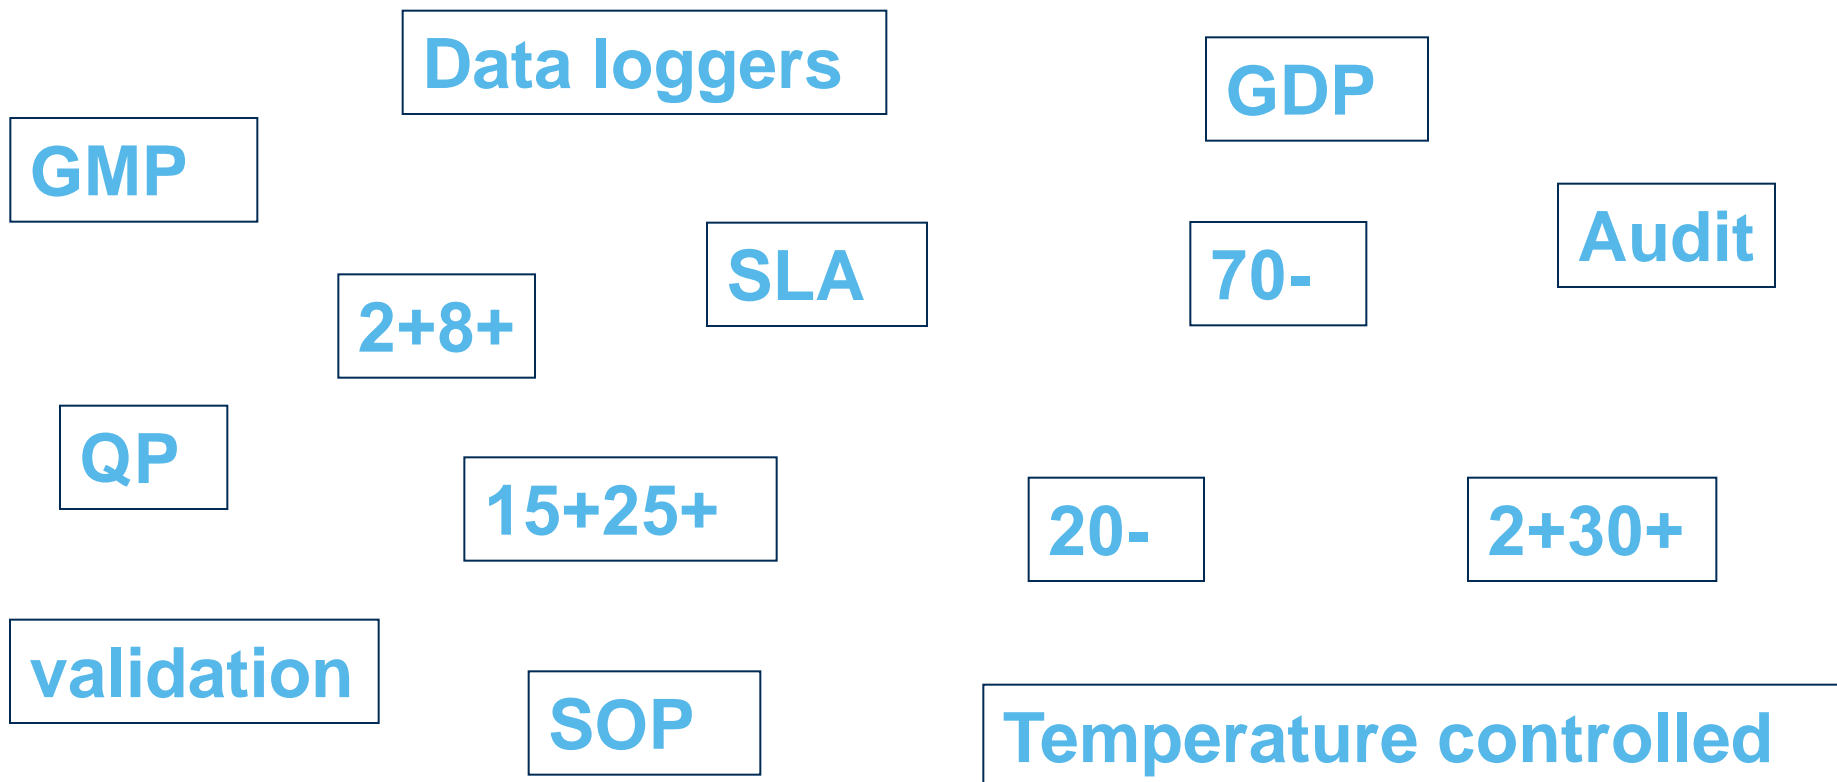 Data loggers
GDP
GMP
Audit
SLA
70-
2+8+
QP
15+25+
20-
2+30+
validation
SOP
Temperature controlled